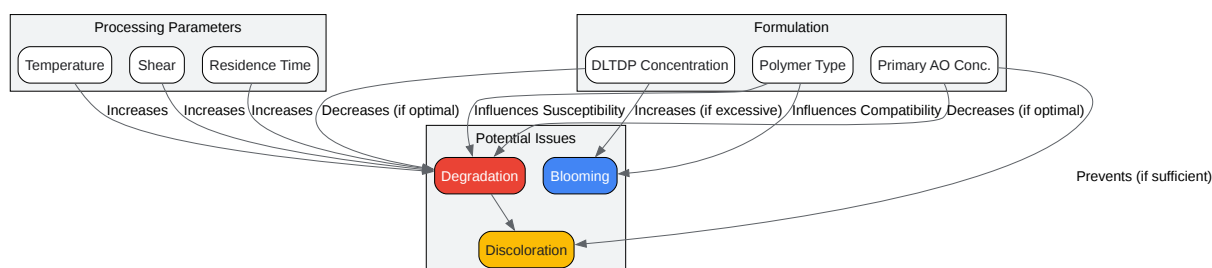 Processing Parameters
Formulation
Temperature
Shear
Residence Time
DLTDP Concentration
Polymer Type
Primary AO Conc.
Increases
Increases
Increases
Decreases (if optimal)
Influences Susceptibility
Increases (if excessive)
Influences Compatibility
Decreases (if optimal)
Potential Issues
Degradation
Blooming
Prevents (if sufficient)
Discoloration